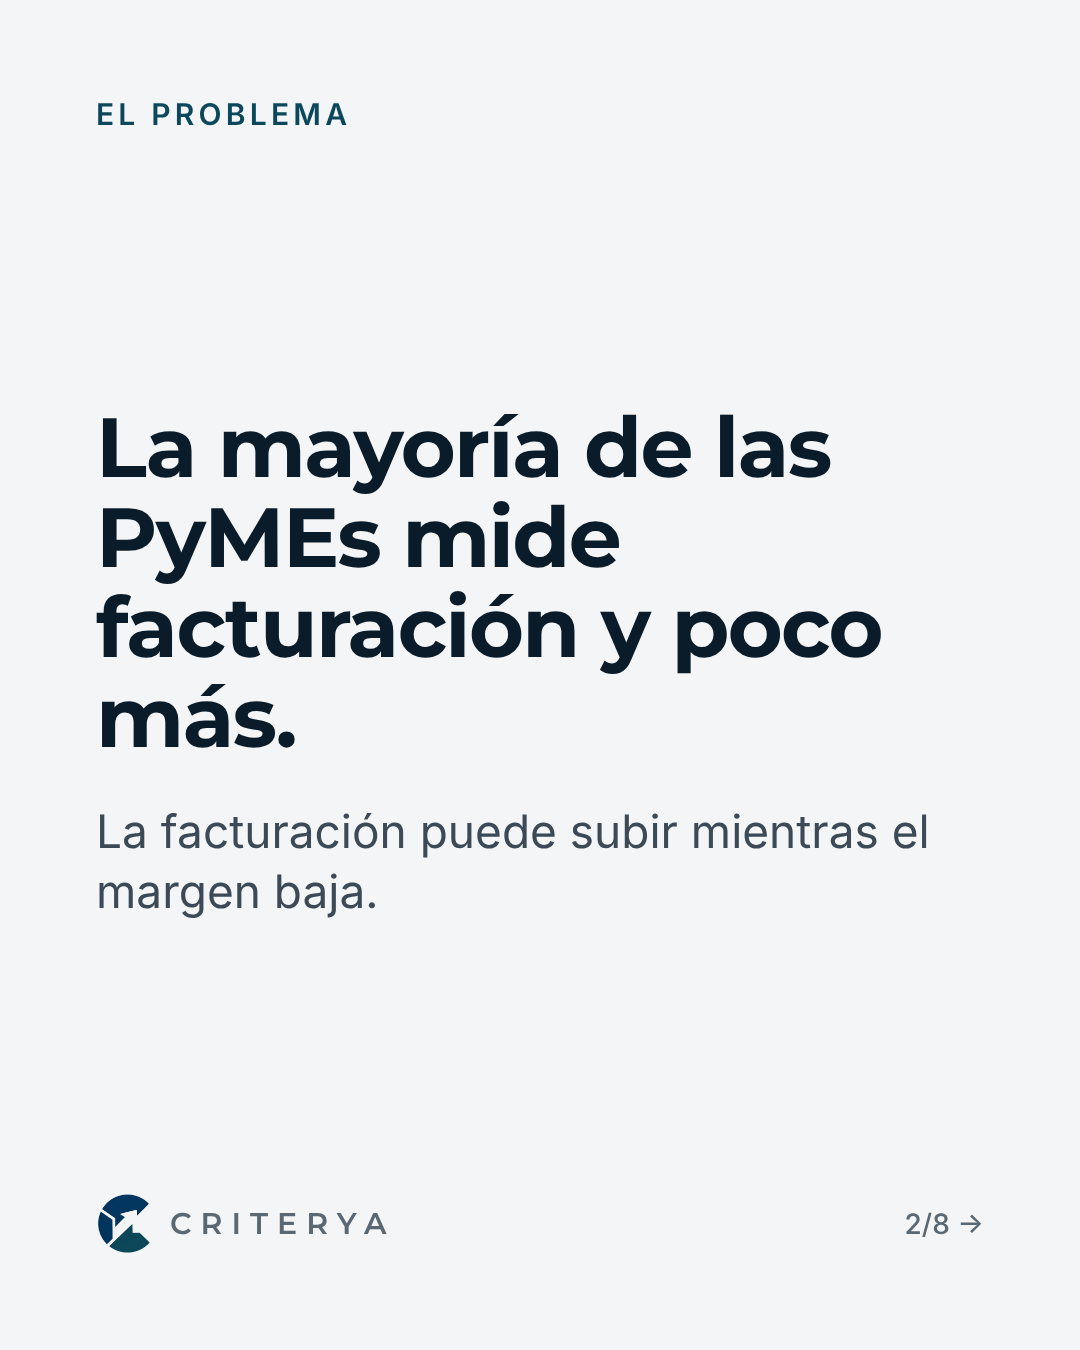 EL PROBLEMA
La mayoría de las
PyMEs mide
facturación y poco
más.
La facturación puede subir mientras el
margen baja.
CRITERYA
2/8 →